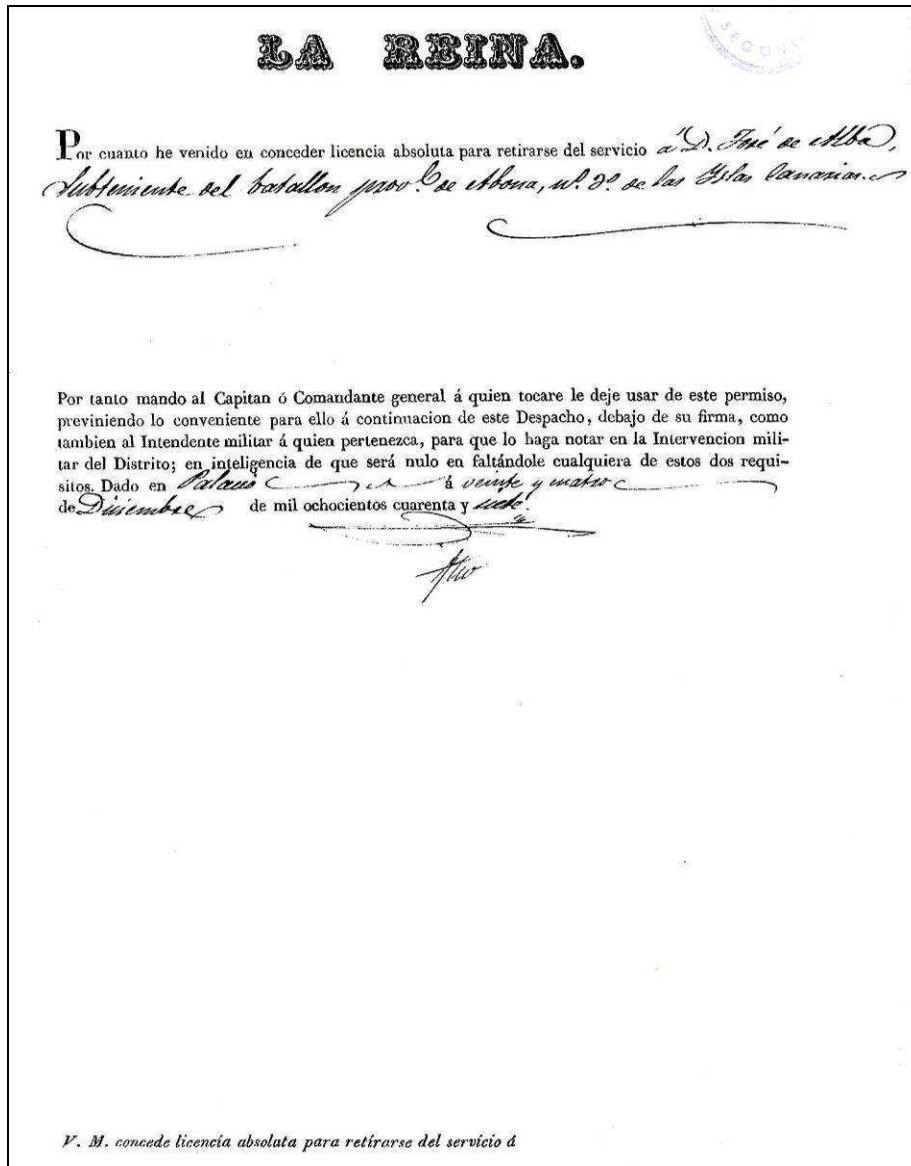 SEGOVI
LA REINA.
Por cuanto he venido en conceder licencia absoluta para retirarse del servicio á D. José de Alba,
Subteniente del batallon prov.l de Abona, nº. 3º. de las Yslas Canarias.
Por tanto mando al Capitan ó Comandante general á quien tocare le deje usar de este permiso,
previniendo lo conveniente para ello á continuacion de este Despacho, debajo de su firma, como
tambien al Intendente militar á quien pertenezca, para que lo haga notar en la Intervencion mili-
tar del Distrito; en inteligencia de que será nulo en faltándole cualquiera de estos dos requi-
sitos. Dado en Palacio á veinte y cuatro
de Diciembre de mil ochocientos cuarenta y siete.
V. M. concede licencia absoluta para retirarse del servicio á